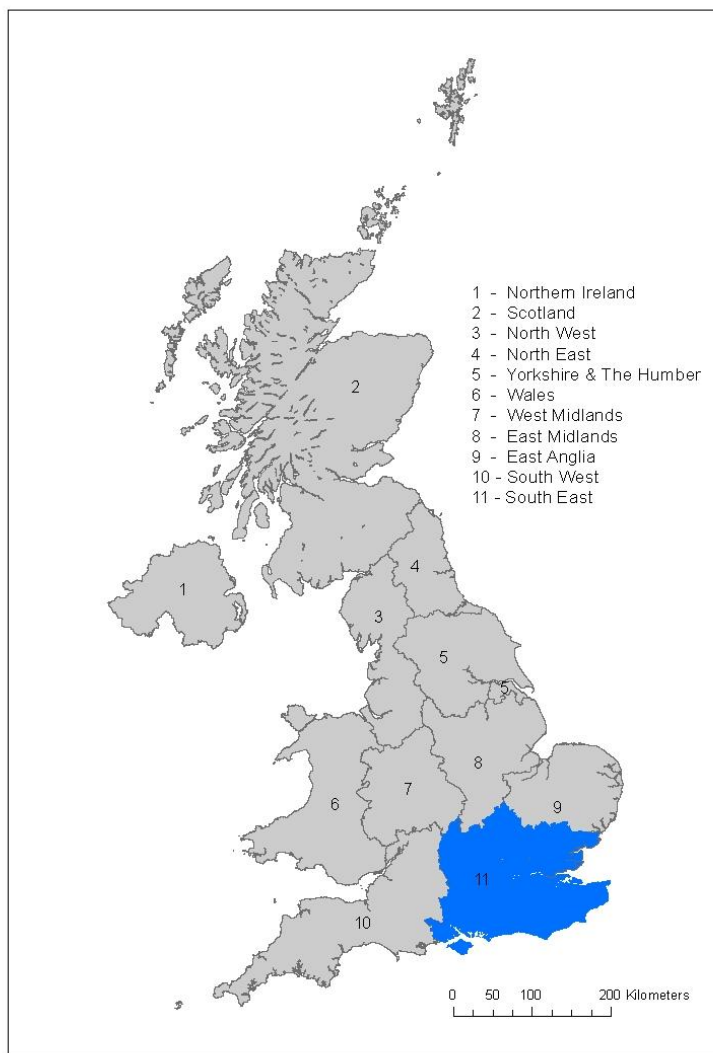 1 - Northern Ireland
2 - Scotland
3 - North West
4 - North East
5 - Yorkshire & The Humber
6 - Wales
7 - West Midlands
8 - East Midlands
9 - East Anglia
10 - South West
11 - South East
2
4
1
3
5
5
8
7
6
9
11
10
0 50 100 200 Kilometers